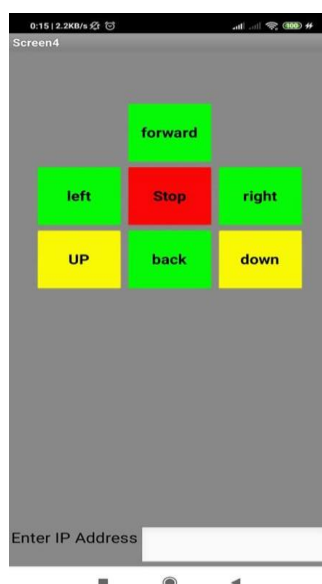 0:15 | 2.2KB/s 100
Screen4
forward
left Stop right
UP back down
Enter IP Address